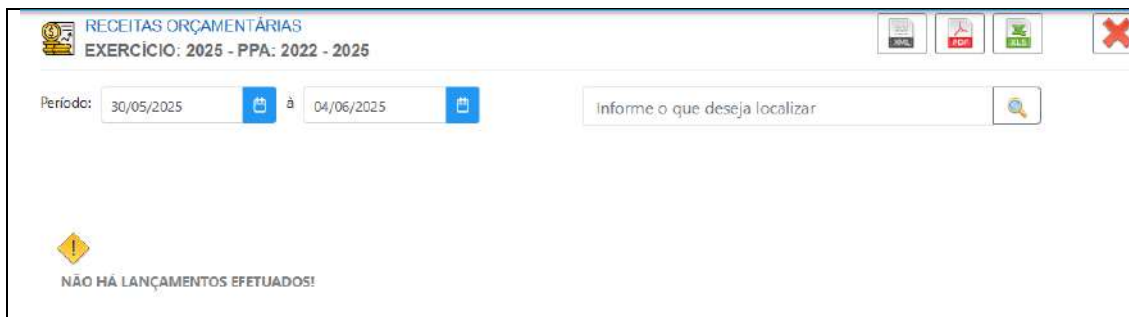 RECEITAS ORÇAMENTÁRIAS
EXERCÍCIO: 2025 - PPA: 2022 - 2025
XML PDF XLS
Período: 30/05/2025 à 04/06/2025 Informe o que deseja localizar
NÃO HÁ LANÇAMENTOS EFETUADOS!